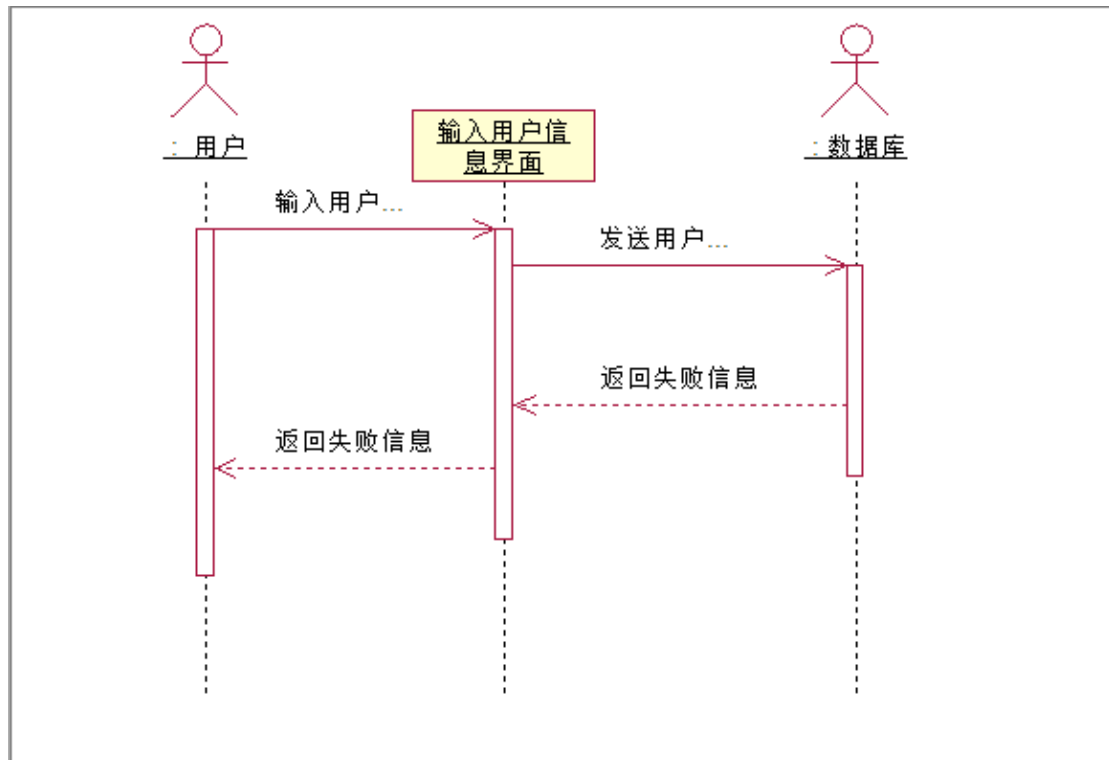 : 用户
输入用户信
息界面
: 数据库
输入用户...
发送用户...
返回失败信息
返回失败信息